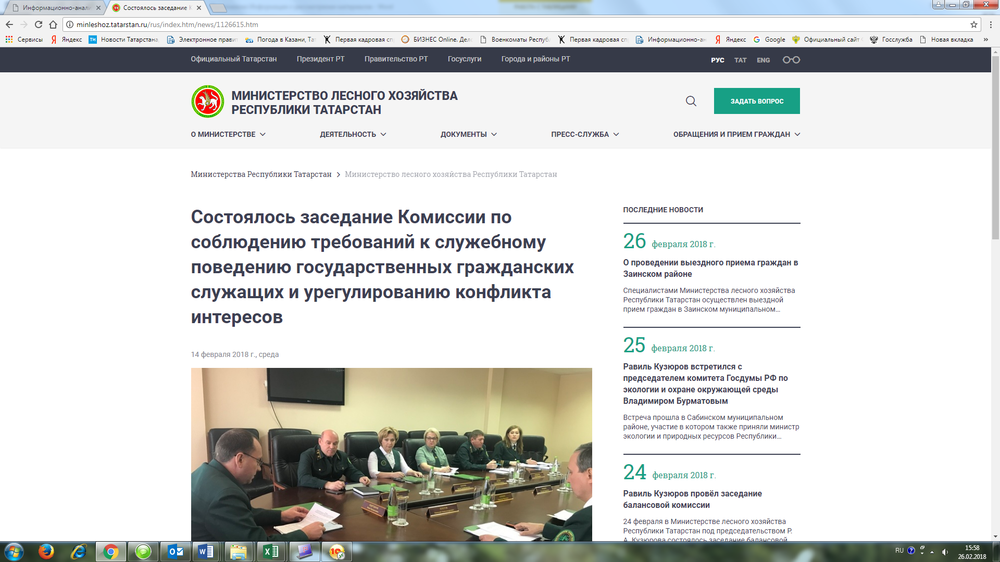 Информационно-анали
Состоялось заседание К
minleshoz.tatarstan.ru/rus/index.htm/news/1126615.htm
Сервисы
Яндекс
Новости Татарстана
Электронное прави
Погода в Казани, Та
Первая кадровая сп
БИЗНЕС Online. Дел
Военкоматы Респуб
Первая кадровая сп
Информационно-ан
Яндекс
Google
Официальный сайт
Госслужба
Новая вкладка
»
Официальный Татарстан
Президент РТ
Правительство РТ
Госуслуги
Города и районы РТ
РУС
ТАТ
ENG
МИНИСТЕРСТВО ЛЕСНОГО ХОЗЯЙСТВА
РЕСПУБЛИКИ ТАТАРСТАН
ЗАДАТЬ ВОПРОС
О МИНИСТЕРСТВЕ
ДЕЯТЕЛЬНОСТЬ
ДОКУМЕНТЫ
ПРЕСС-СЛУЖБА
ОБРАЩЕНИЯ И ПРИЕМ ГРАЖДАН
Министерства Республики Татарстан > Министерство лесного хозяйства Республики Татарстан
Состоялось заседание Комиссии по
соблюдению требований к служебному
поведению государственных гражданских
служащих и урегулированию конфликта
интересов
14 февраля 2018 г., среда
ПОСЛЕДНИЕ НОВОСТИ
26 февраля 2018 г.
О проведении выездного приема граждан в
Заинском районе
Специалистами Министерства лесного хозяйства
Республики Татарстан осуществлен выездной
прием граждан в Заинском муниципальном...
25 февраля 2018 г.
Равиль Кузюров встретился с
председателем комитета Госдумы РФ по
экологии и охране окружающей среды
Владимиром Бурматовым
Встреча прошла в Сабинском муниципальном
районе, участие в котором также приняли министр
экологии и природных ресурсов Республики...
24 февраля 2018 г.
Равиль Кузюров провёл заседание
балансовой комиссии
24 февраля в Министерстве лесного хозяйства
Республики Татарстан под председательством Р.
А. Кузюрова состоялось заседание балансовой
RU
15:58
26.02.2018